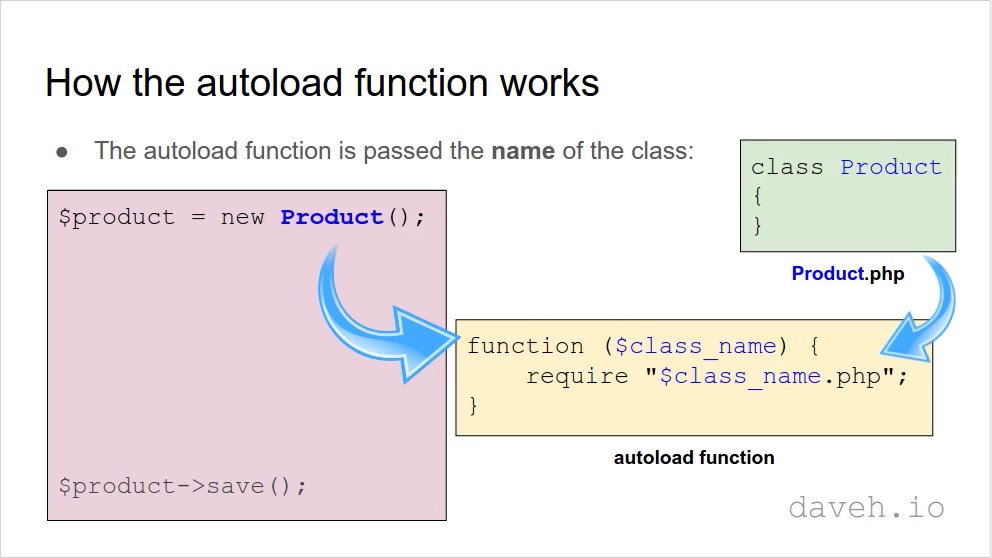 How the autoload function works
● The autoload function is passed the name of the class:
$product = new Product();
$product->save();
class Product
{
}
Product.php
function ($class_name) {
    require "$class_name.php";
}
autoload function
daveh.io